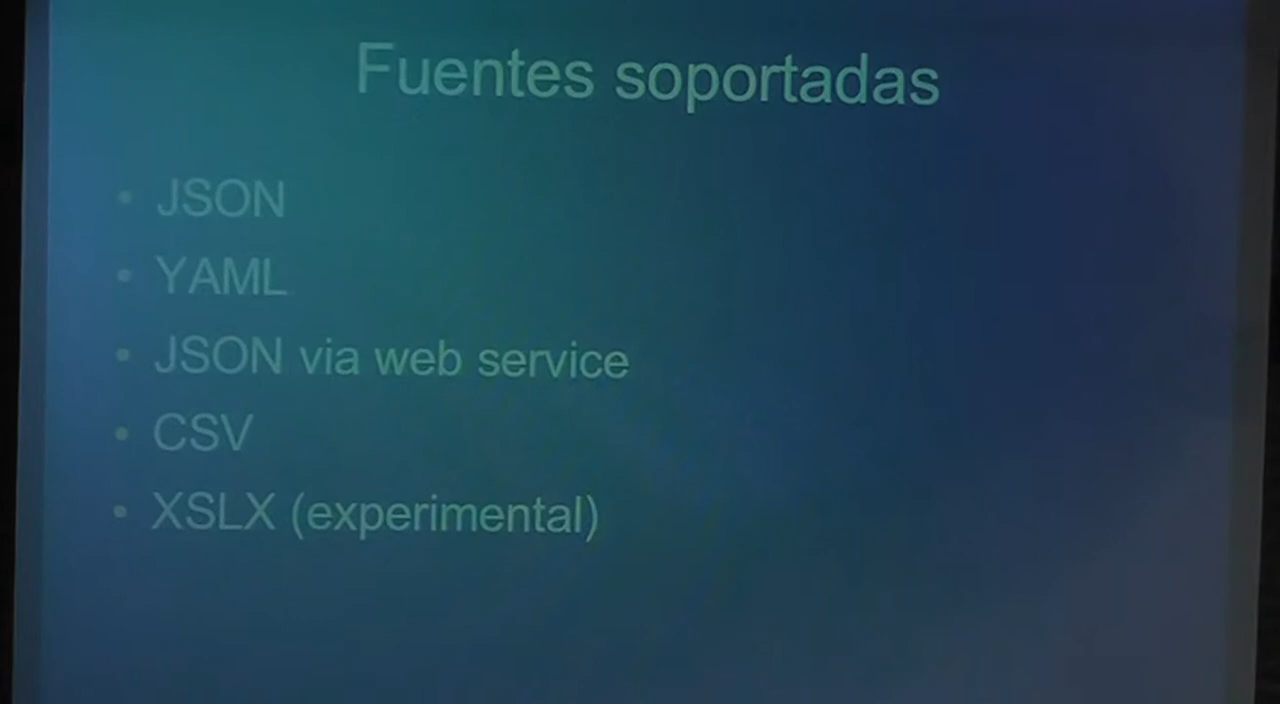 Fuentes soportadas
• JSON
• YAML
• JSON via web service
• CSV
• XSLX (experimental)